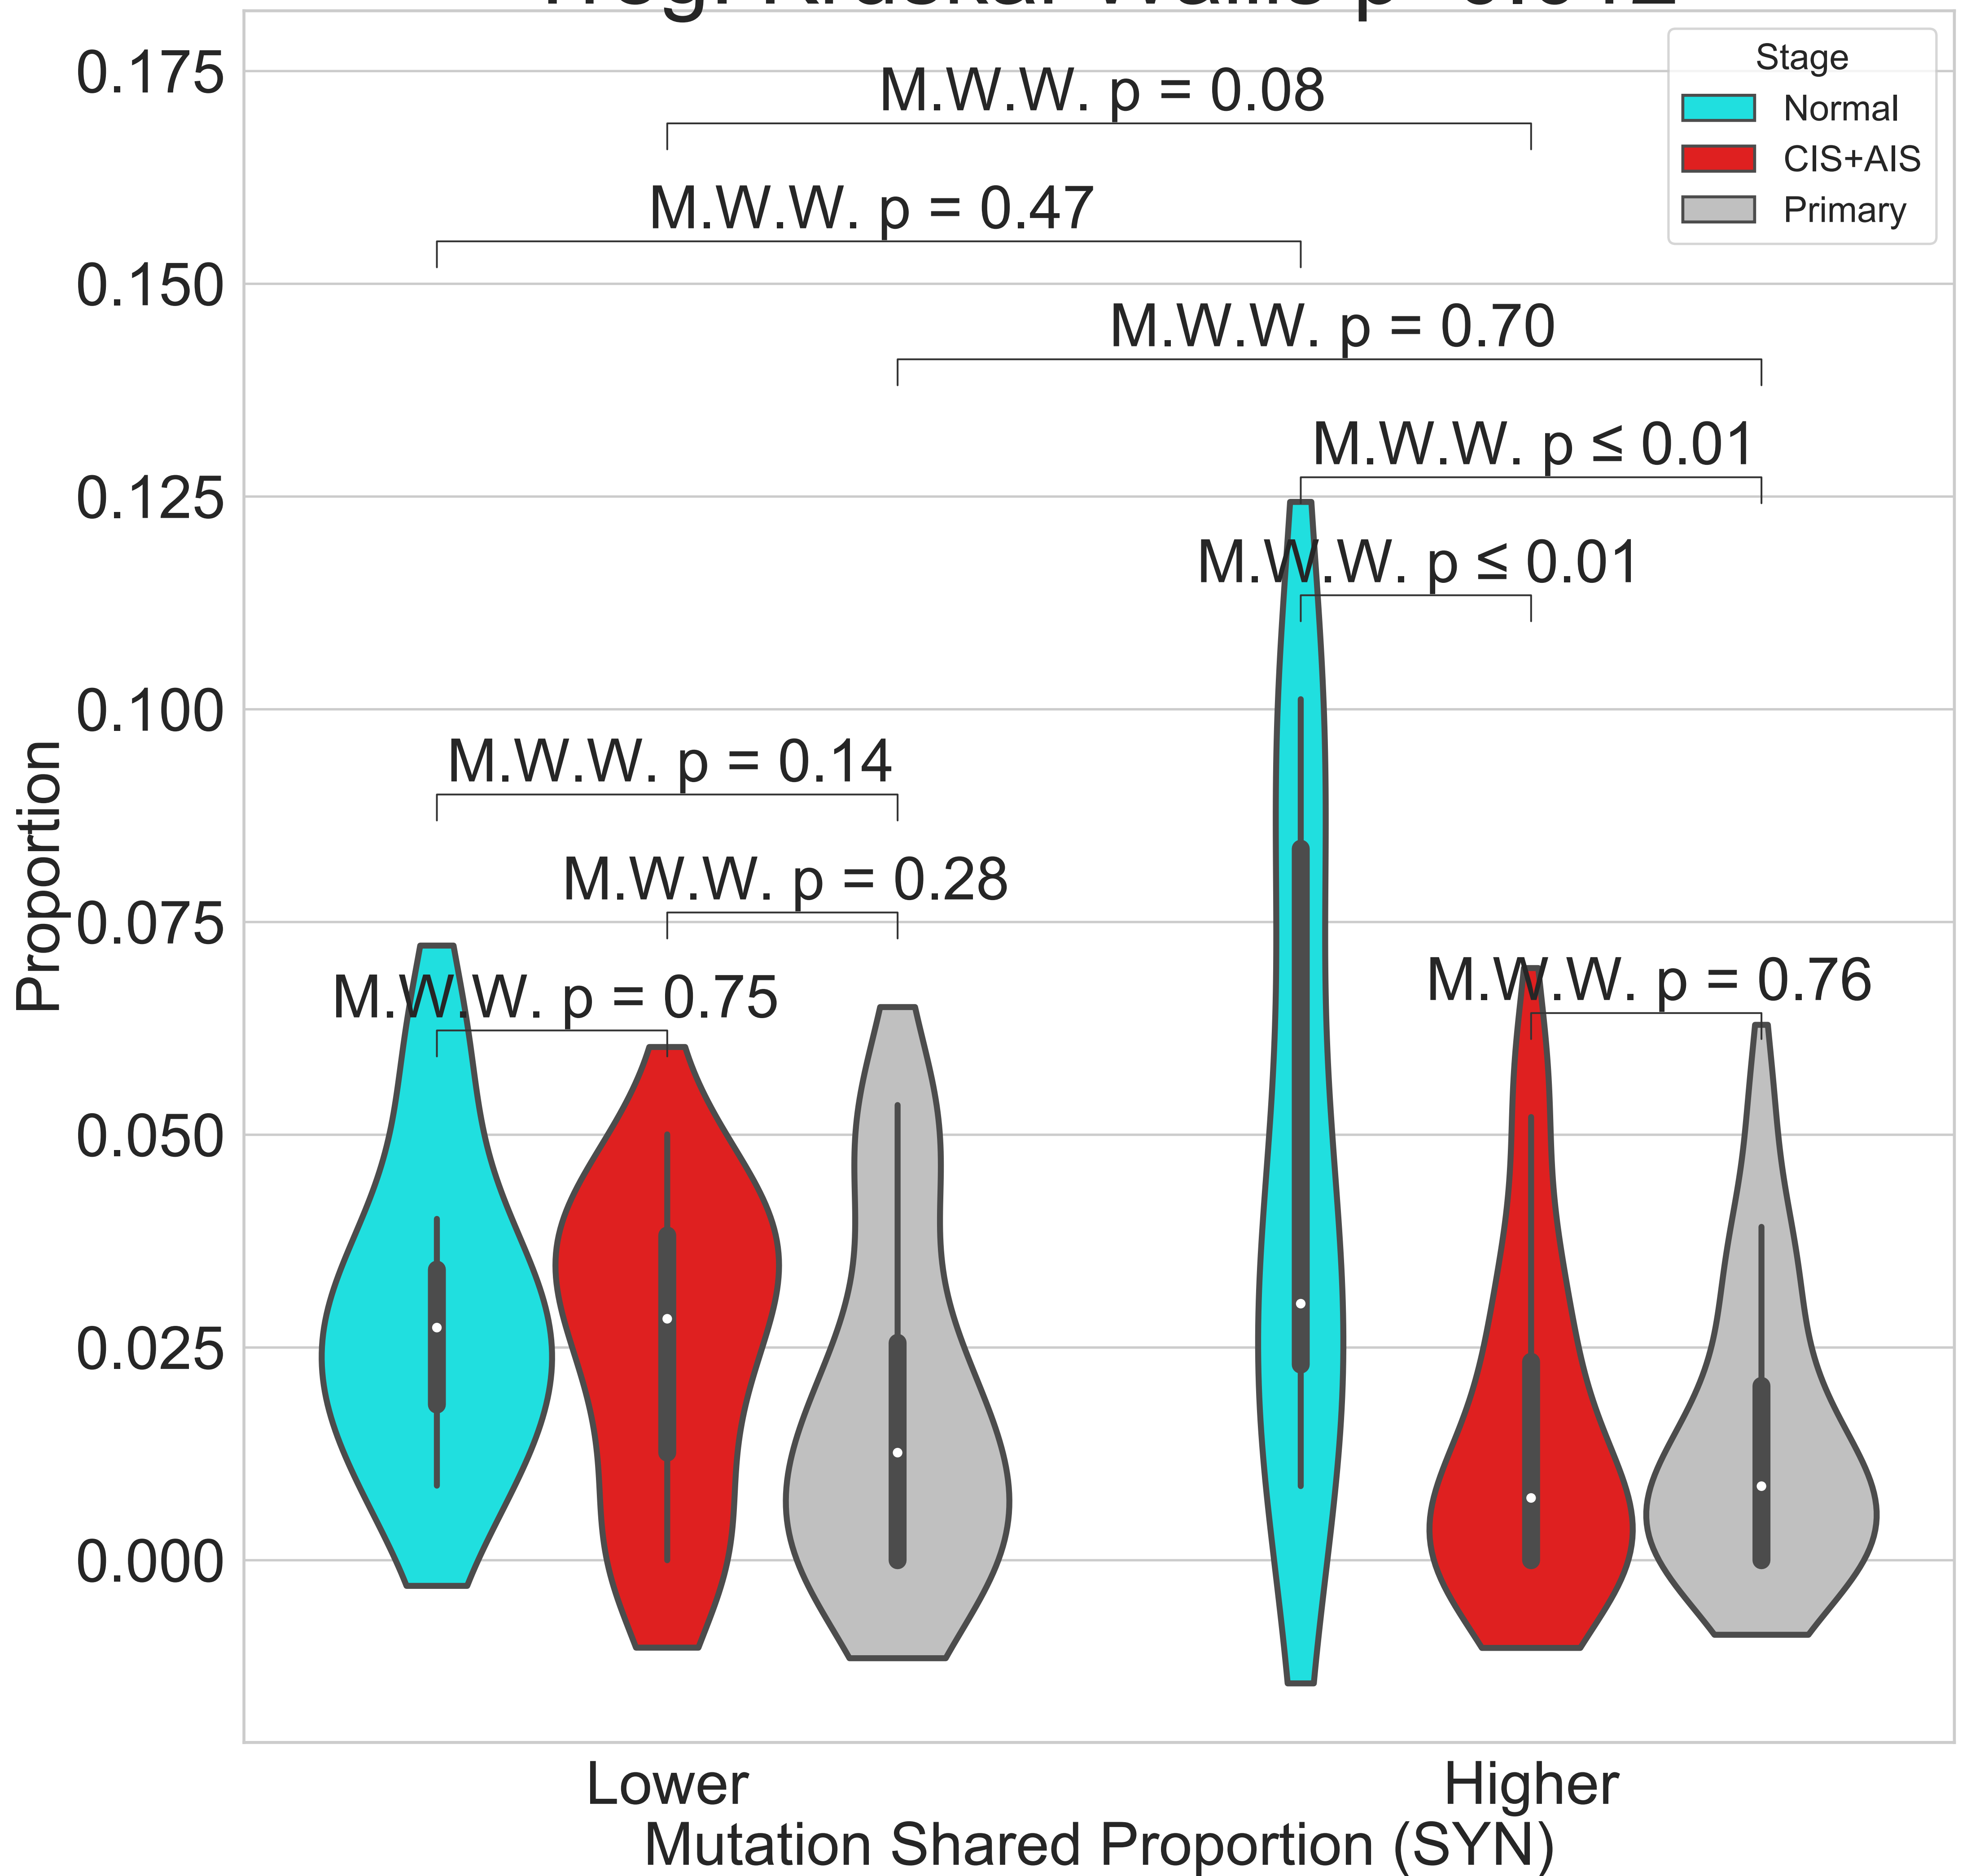 0.175
0.150
0.125
0.100
0.075
0.050
0.025
0.000
Proportion
Stage
Normal
CIS+AIS
Primary
M.W.W. p = 0.08
M.W.W. p = 0.47
M.W.W. p = 0.70
M.W.W. p ≤ 0.01
M.W.W. p ≤ 0.01
M.W.W. p = 0.14
M.W.W. p = 0.28
M.W.W. p = 0.75
M.W.W. p = 0.76
Lower
Higher
Mutation Shared Proportion (SYN)